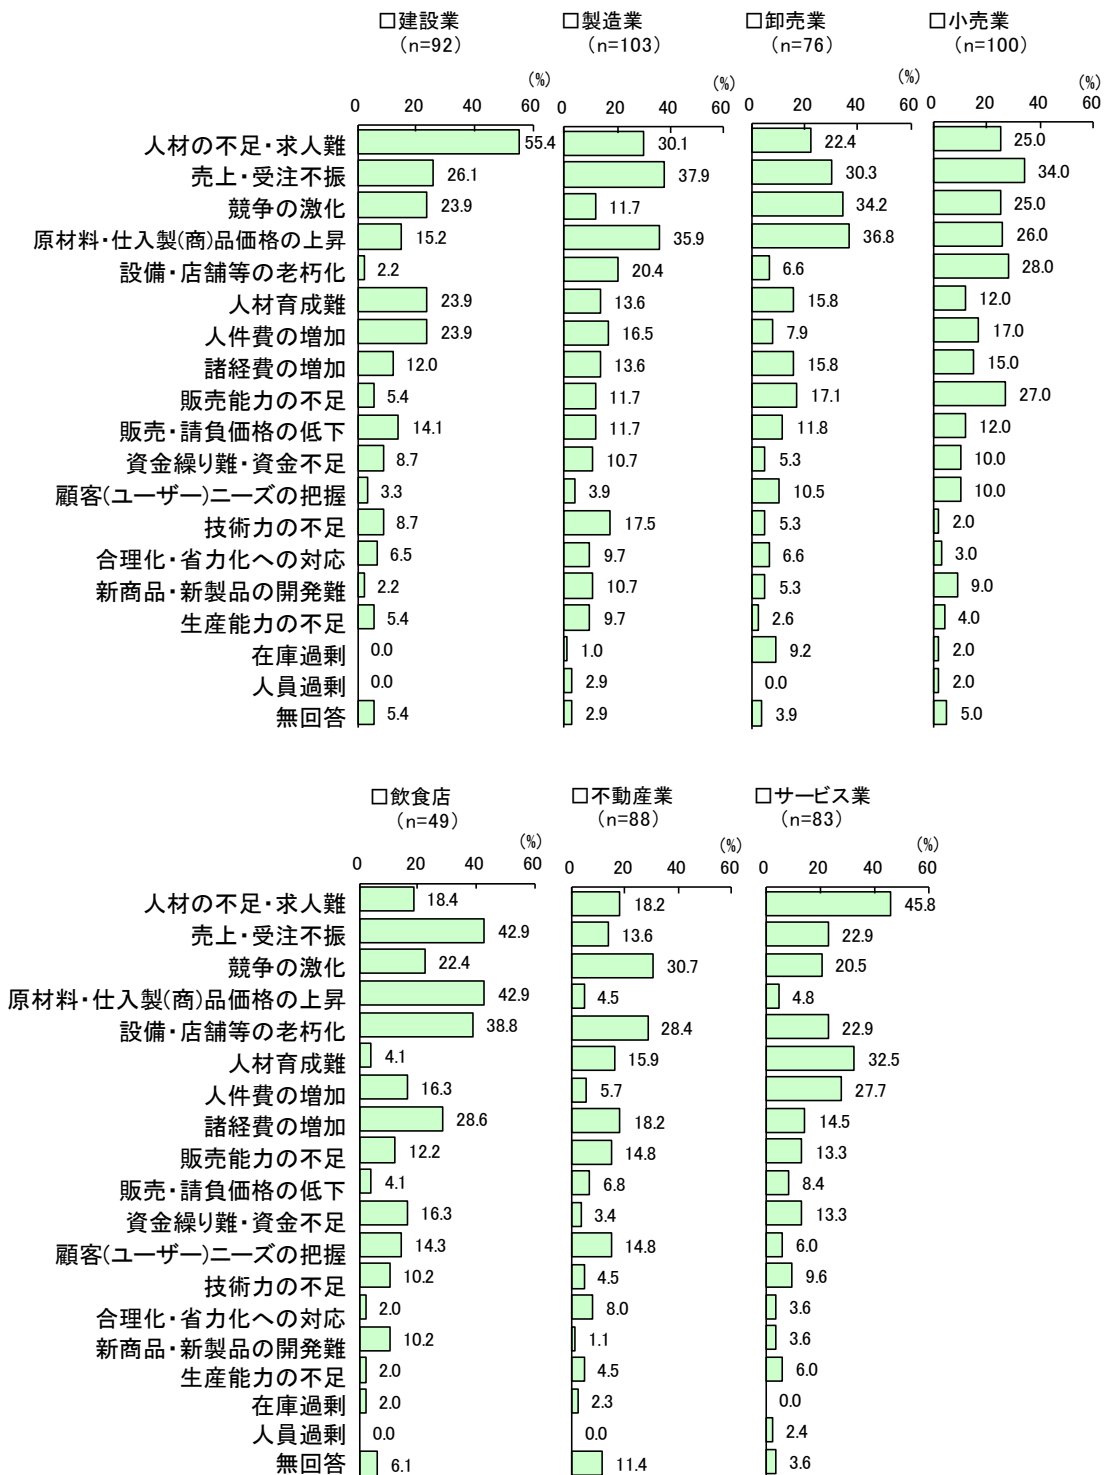 □建設業 □製造業 □卸売業 □小売業
（n=92） （n=103） （n=76） （n=100）
(%) (%) (%) (%)
0 20 40 60 0 20 40 60 0 20 40 60 0 20 40 60
人材の不足・求人難 55.4 30.1 22.4 25.0
売上・受注不振 26.1 37.9 30.3 34.0
競争の激化 23.9 11.7 34.2 25.0
原材料・仕入製(商)品価格の上昇 15.2 35.9 36.8 26.0
設備・店舗等の老朽化 2.2 20.4 6.6 28.0
人材育成難 23.9 13.6 15.8 12.0
人件費の増加 23.9 16.5 7.9 17.0
諸経費の増加 12.0 13.6 15.8 15.0
販売能力の不足 5.4 11.7 17.1 27.0
販売・請負価格の低下 14.1 11.7 11.8 12.0
資金繰り難・資金不足 8.7 10.7 5.3 10.0
顧客(ユーザー)ニーズの把握 3.3 3.9 10.5 10.0
技術力の不足 8.7 17.5 5.3 2.0
合理化・省力化への対応 6.5 9.7 6.6 3.0
新商品・新製品の開発難 2.2 10.7 5.3 9.0
生産能力の不足 5.4 9.7 2.6 4.0
在庫過剰 0.0 1.0 9.2 2.0
人員過剰 0.0 2.9 0.0 2.0
無回答 5.4 2.9 3.9 5.0
□飲食店 □不動産業 □サービス業
（n=49） （n=88） （n=83）
(%) (%) (%)
0 20 40 60 0 20 40 60 0 20 40 60
人材の不足・求人難 18.4 18.2 45.8
売上・受注不振 42.9 13.6 22.9
競争の激化 22.4 30.7 20.5
原材料・仕入製(商)品価格の上昇 42.9 4.5 4.8
設備・店舗等の老朽化 38.8 28.4 22.9
人材育成難 4.1 15.9 32.5
人件費の増加 16.3 5.7 27.7
諸経費の増加 28.6 18.2 14.5
販売能力の不足 12.2 14.8 13.3
販売・請負価格の低下 4.1 6.8 8.4
資金繰り難・資金不足 16.3 3.4 13.3
顧客(ユーザー)ニーズの把握 14.3 14.8 6.0
技術力の不足 10.2 4.5 9.6
合理化・省力化への対応 2.0 8.0 3.6
新商品・新製品の開発難 10.2 1.1 3.6
生産能力の不足 2.0 4.5 6.0
在庫過剰 2.0 2.3 0.0
人員過剰 0.0 0.0 2.4
無回答 6.1 11.4 3.6